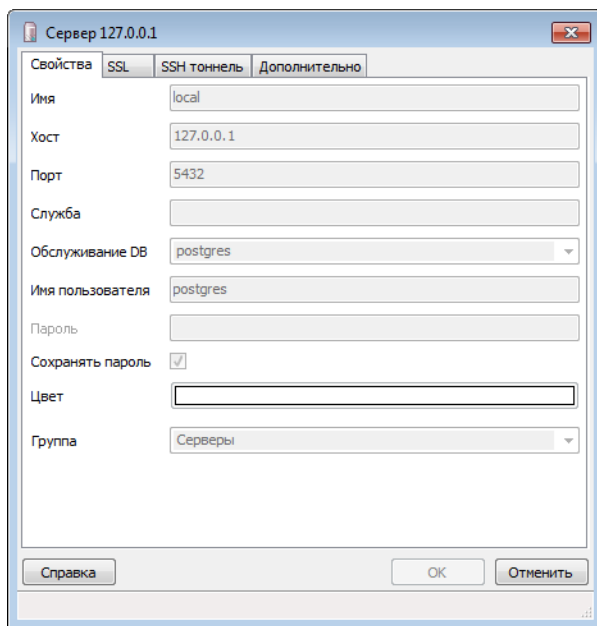 Сервер 127.0.0.1
Свойства SSL SSH тоннель Дополнительно
Имя local
Хост 127.0.0.1
Порт 5432
Служба
Обслуживание DB postgres
Имя пользователя postgres
Пароль
Сохранять пароль
Цвет
Группа Серверы
Справка OK Отменить